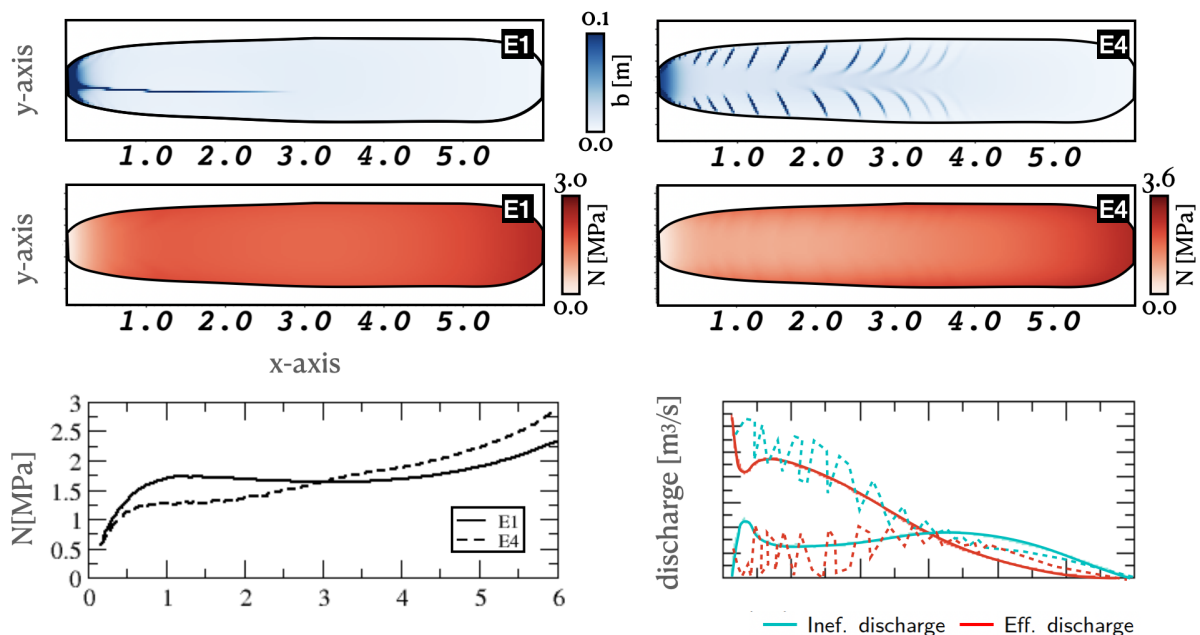 0.1
E1
E4
y-axis
b [m]
0.0
1.0 2.0 3.0 4.0 5.0
1.0 2.0 3.0 4.0 5.0
3.0
3.6
E1
E4
y-axis
N [MPa]
N [MPa]
0.0
0.0
1.0 2.0 3.0 4.0 5.0
1.0 2.0 3.0 4.0 5.0
x-axis
3
2.5
2
1.5
1
0.5
0
N[MPa]
E1
E4
0 1 2 3 4 5 6
discharge [m3/s]
Inef. discharge Eff. discharge